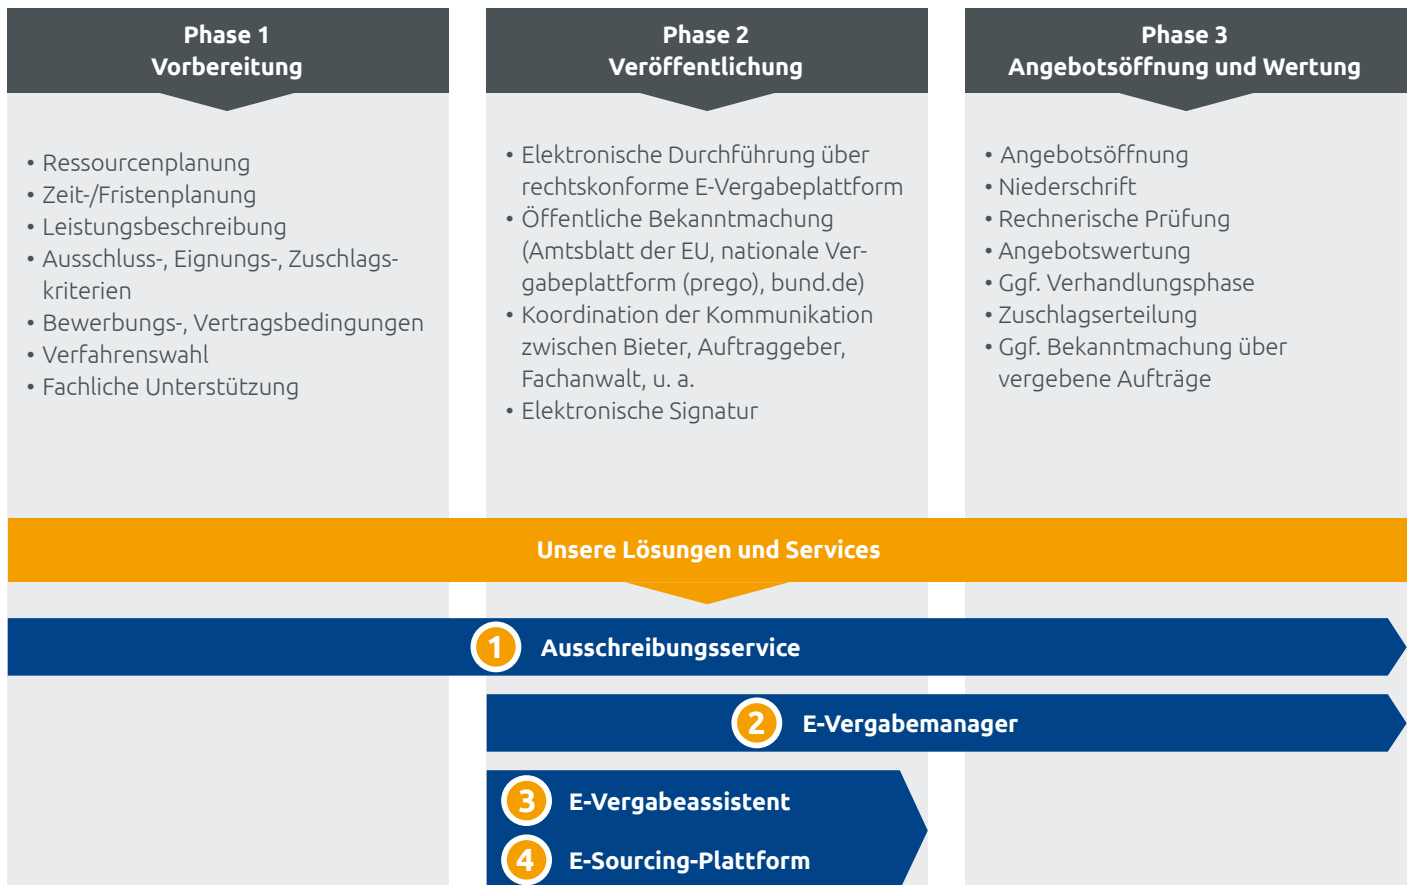 Phase 1
Vorbereitung
• Ressourcenplanung
• Zeit-/Fristenplanung
• Leistungsbeschreibung
• Ausschluss-, Eignungs-, Zuschlags-
kriterien
• Bewerbungs-, Vertragsbedingungen
• Verfahrenswahl
• Fachliche Unterstützung
Phase 2
Veröffentlichung
• Elektronische Durchführung über
rechtskonforme E-Vergabeplattform
• Öffentliche Bekanntmachung
(Amtsblatt der EU, nationale Ver-
gabeplattform (prego), bund.de)
• Koordination der Kommunikation
zwischen Bieter, Auftraggeber,
Fachanwalt, u. a.
• Elektronische Signatur
Phase 3
Angebotsöffnung und Wertung
• Angebotsöffnung
• Niederschrift
• Rechnerische Prüfung
• Angebotswertung
• Ggf. Verhandlungsphase
• Zuschlagserteilung
• Ggf. Bekanntmachung über
vergebene Aufträge
Unsere Lösungen und Services
1 Ausschreibungsservice
2 E-Vergabemanager
3 E-Vergabeassistent
4 E-Sourcing-Plattform